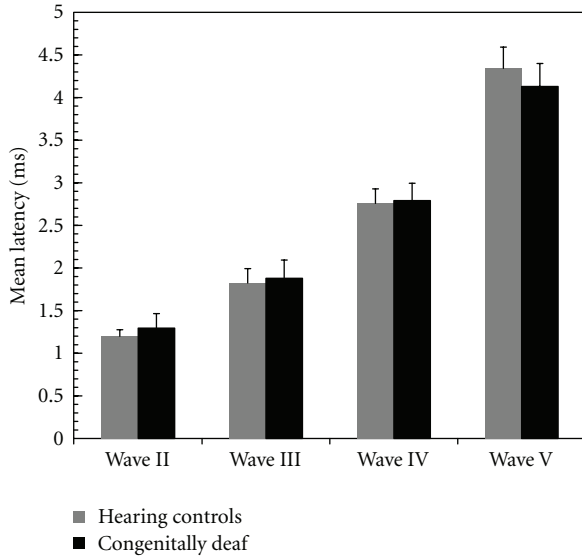 5
4.5
4
3.5
3
2.5
2
1.5
1
0.5
0
Mean latency (ms)
Wave II Wave III Wave IV Wave V
Hearing controls
Congenitally deaf